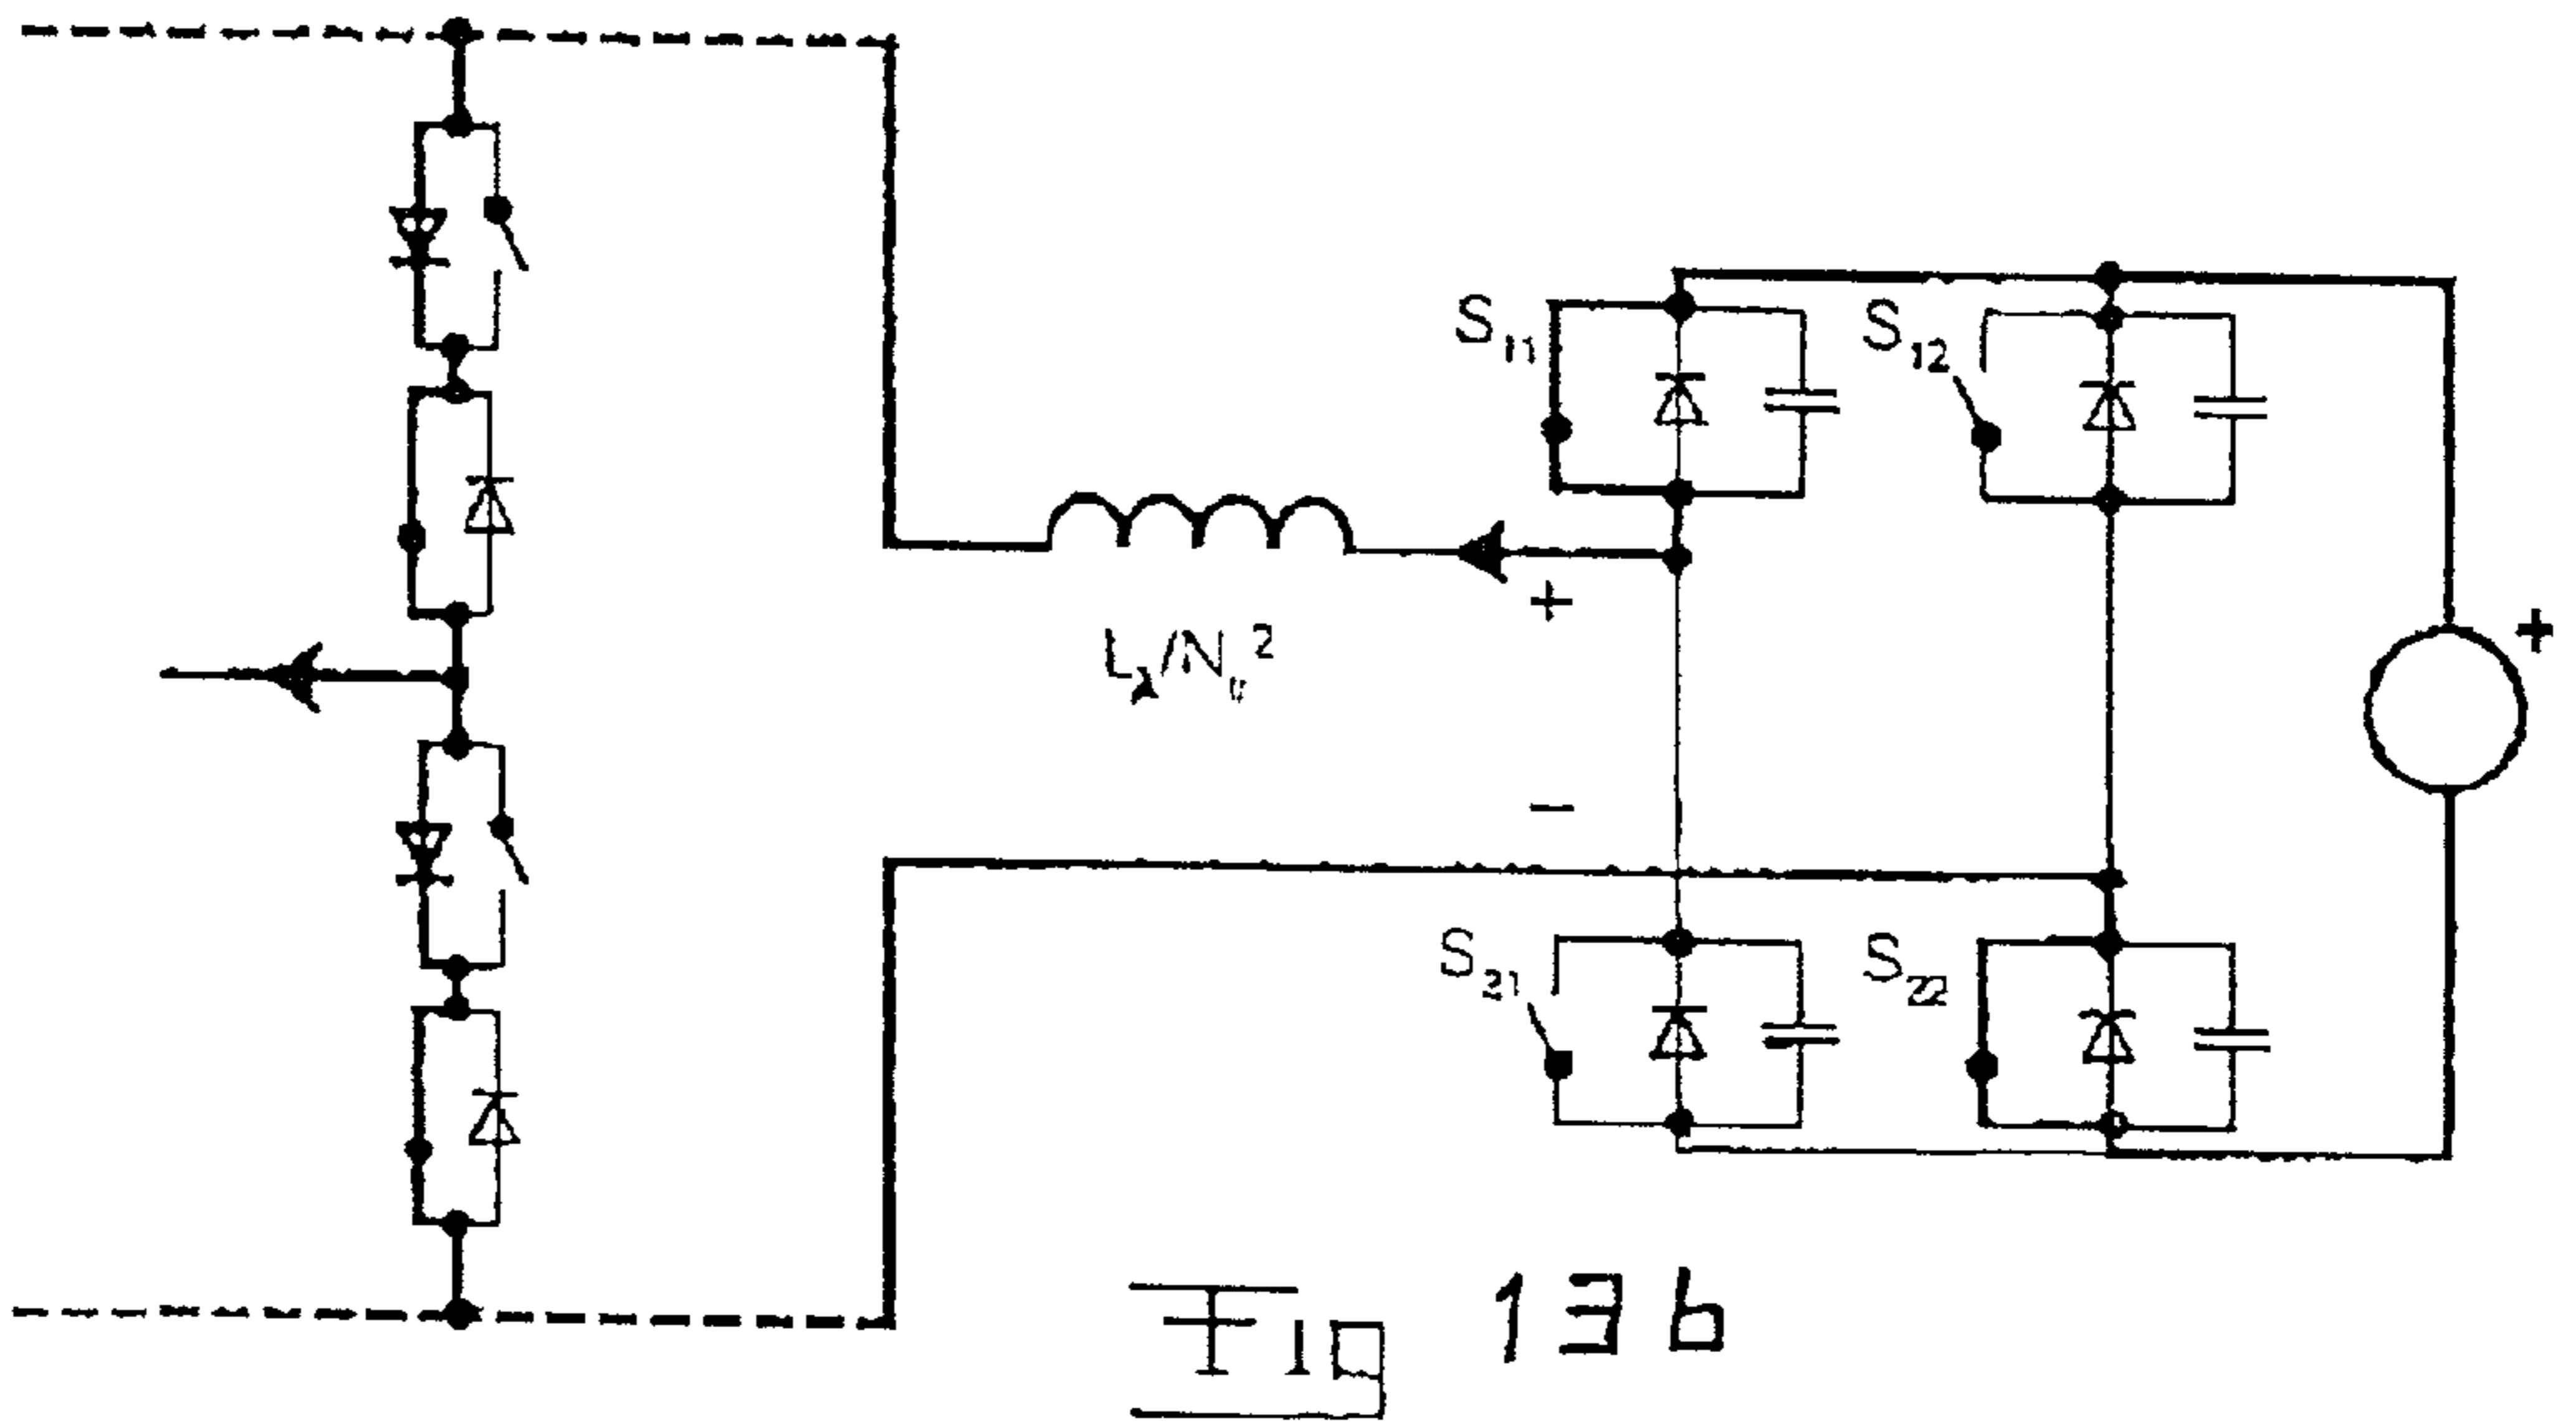 S₁₁
S₁₂
+
+
Lλ/Nₜᵣ²
−
S₂₁
S₂₂
Fig 13b